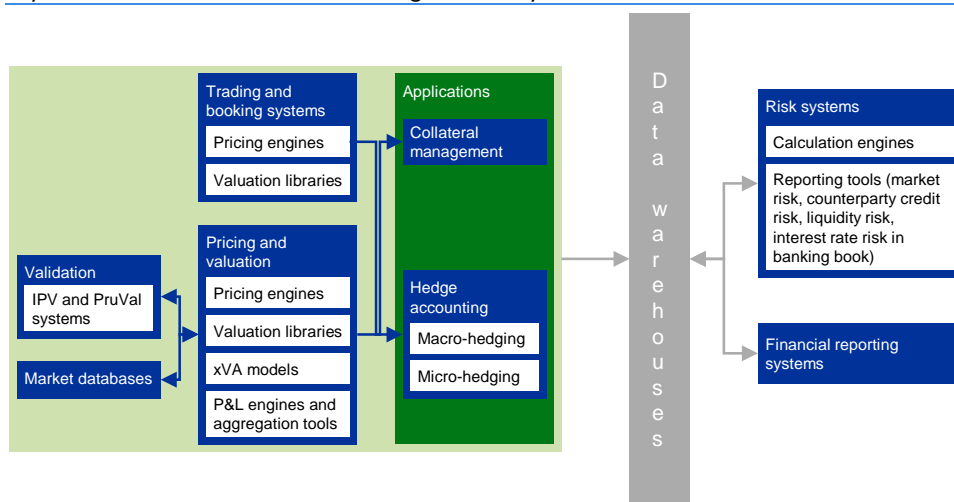 Trading and
booking systems
Pricing engines
Valuation libraries
Applications
Collateral
management
Pricing and
valuation
Pricing engines
Valuation libraries
xVA models
P&L engines and
aggregation tools
Validation
IPV and PruVal
systems
Market databases
Hedge
accounting
Macro-hedging
Micro-hedging
Data warehouses
Risk systems
Calculation engines
Reporting tools (market
risk, counterparty credit
risk, liquidity risk,
interest rate risk in
banking book)
Financial reporting
systems